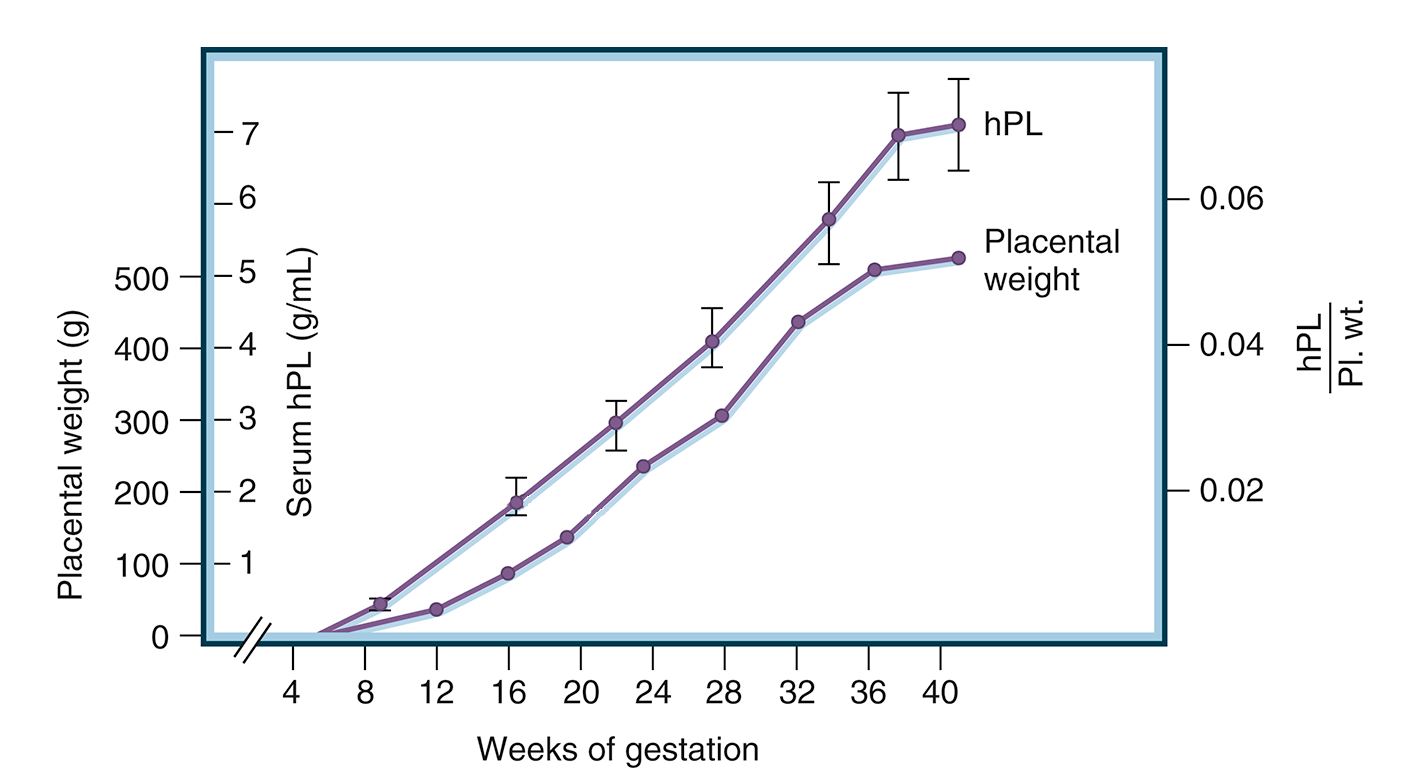 7
6
5
4
3
2
1
500
400
300
200
100
0
Placental weight (g)
Serum hPL (g/mL)
hPL
Placental
weight
0.06
0.04
0.02
hPL
Pl. wt.
4 8 12 16 20 24 28 32 36 40
Weeks of gestation